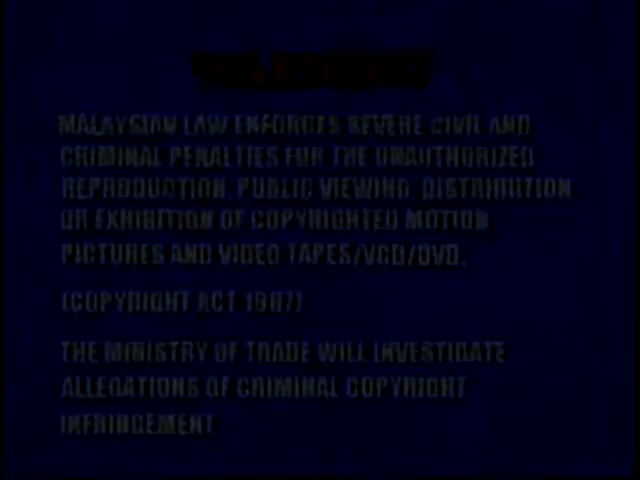 MALAYSIAN LAW ENFORCES SEVERE CIVIL AND
CRIMINAL PENALTIES FOR THE UNAUTHORIZED
REPRODUCTION, PUBLIC VIEWING, DISTRIBUTION
OR EXHIBITION OF COPYRIGHTED MOTION
PICTURES AND VIDEO TAPES/VCD/DVD.
(COPYRIGHT ACT 1987)
THE MINISTRY OF TRADE WILL INVESTIGATE
ALLEGATIONS OF CRIMINAL COPYRIGHT
INFRINGEMENT